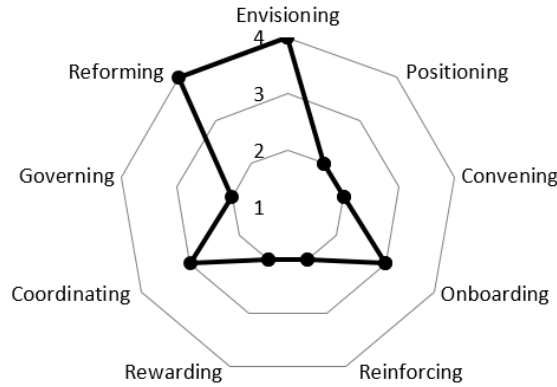 Envisioning
4
Reforming
Positioning
3
2
Governing
Convening
1
Coordinating
Onboarding
Rewarding
Reinforcing